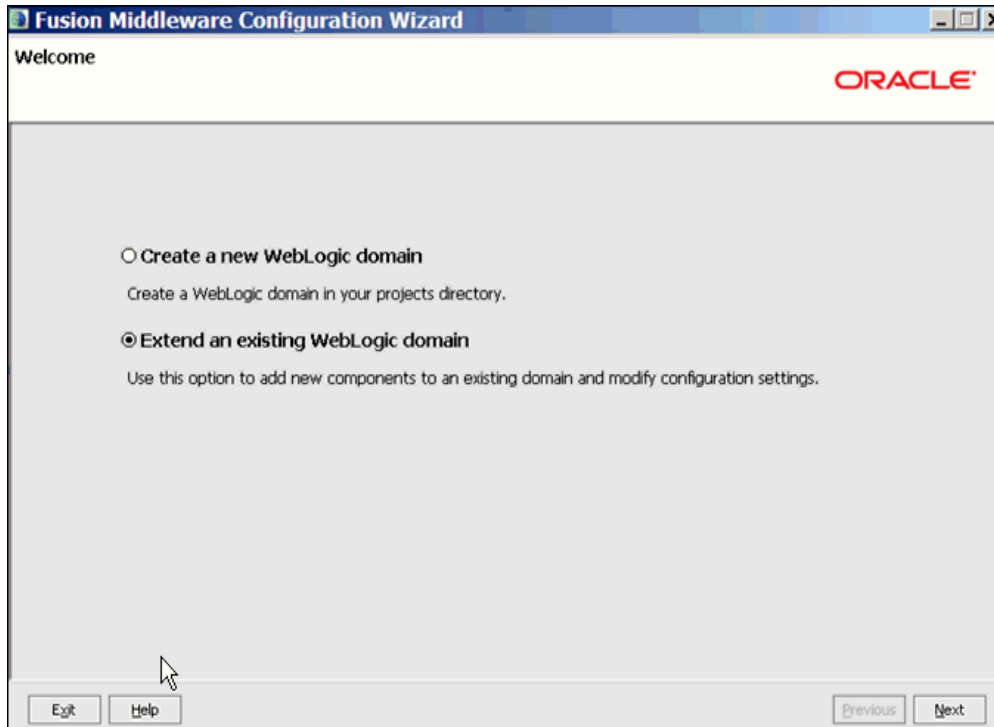 Fusion Middleware Configuration Wizard
Welcome
ORACLE
Create a new WebLogic domain
Create a WebLogic domain in your projects directory.
Extend an existing WebLogic domain
Use this option to add new components to an existing domain and modify configuration settings.
Exit Help Previous Next